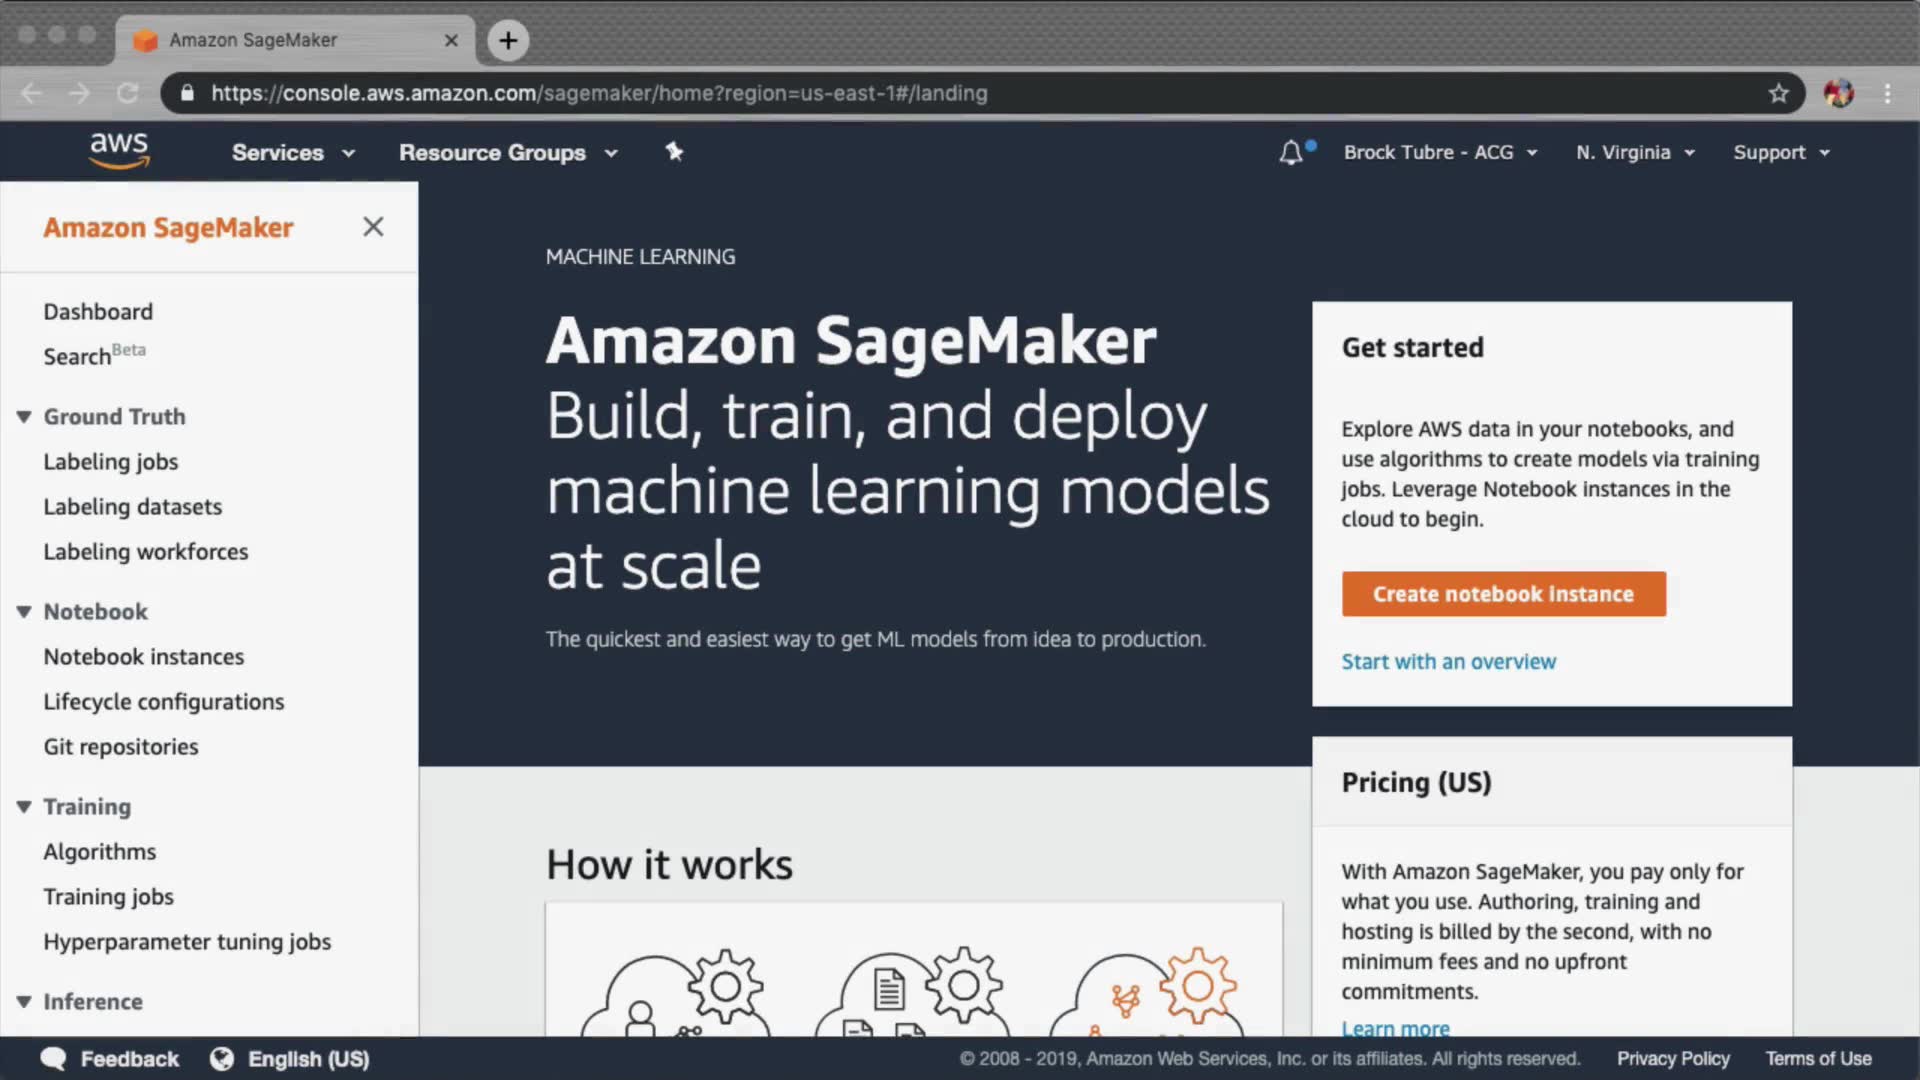 Amazon SageMaker
https://console.aws.amazon.com/sagemaker/home?region=us-east-1#/landing
aws
Services
Resource Groups
Brock Tubre - ACG
N. Virginia
Support
Amazon SageMaker
Dashboard
Search Beta
Ground Truth
Labeling jobs
Labeling datasets
Labeling workforces
Notebook
Notebook instances
Lifecycle configurations
Git repositories
Training
Algorithms
Training jobs
Hyperparameter tuning jobs
Inference
MACHINE LEARNING
Amazon SageMaker
Build, train, and deploy
machine learning models
at scale
The quickest and easiest way to get ML models from idea to production.
Get started
Explore AWS data in your notebooks, and
use algorithms to create models via training
jobs. Leverage Notebook instances in the
cloud to begin.
Create notebook instance
Start with an overview
How it works
Pricing (US)
With Amazon SageMaker, you pay only for
what you use. Authoring, training and
hosting is billed by the second, with no
minimum fees and no upfront
commitments.
Learn more
Feedback
English (US)
© 2008 - 2019, Amazon Web Services, Inc. or its affiliates. All rights reserved.
Privacy Policy
Terms of Use